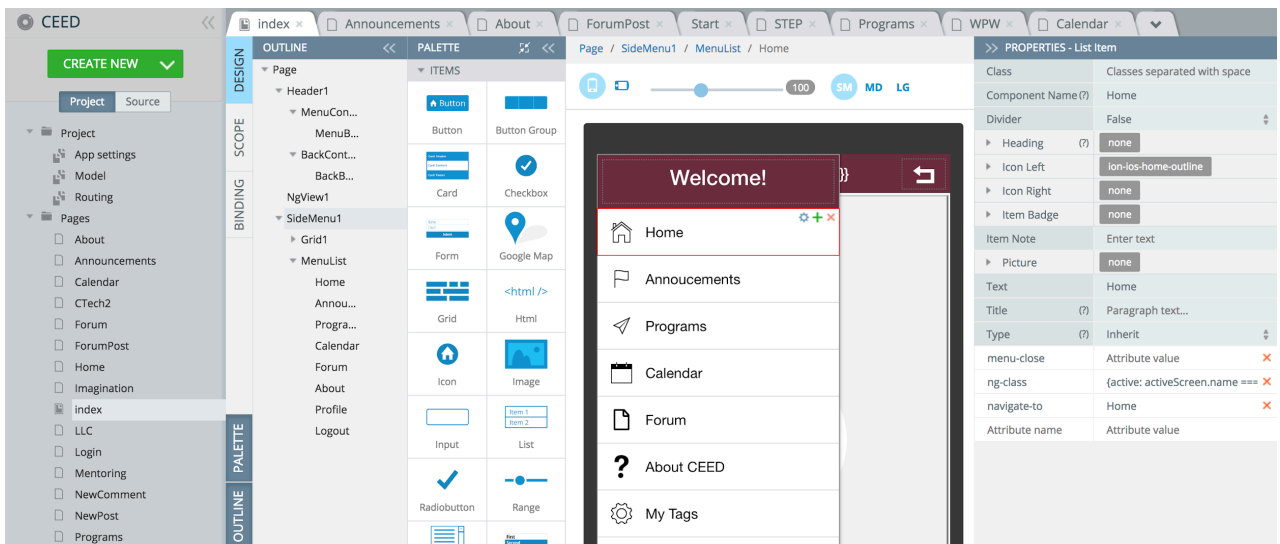 CEED
CREATE NEW
Project Source
Project
App settings
Model
Routing
Pages
About
Announcements
Calendar
CTech2
Forum
ForumPost
Home
Imagination
index
LLC
Login
Mentoring
NewComment
NewPost
Programs
index × Announcements × About × ForumPost × Start × STEP × Programs × WPW × Calendar ×
DESIGN
SCOPE
BINDING
PALETTE
OUTLINE
OUTLINE
Page
Header1
MenuCon...
MenuB...
BackCont...
BackB...
NgView1
SideMenu1
Grid1
MenuList
Home
Annou...
Progra...
Calendar
Forum
About
Profile
Logout
PALETTE
ITEMS
Button
Button Button Group
Card Checkbox
Form Google Map
<html />
Grid Html
Icon Image
Item 1
Item 2
Input List
Radiobutton Range
First
Second
Page / SideMenu1 / MenuList / Home
100 SM MD LG
Welcome! }}
Home
Annoucements
Programs
Calendar
Forum
About CEED
My Tags
PROPERTIES - List Item
Class Classes separated with space
Component Name (?) Home
Divider False
Heading (?) none
Icon Left ion-ios-home-outline
Icon Right none
Item Badge none
Item Note Enter text
Picture none
Text Home
Title (?) Paragraph text...
Type (?) Inherit
menu-close Attribute value
ng-class {active: activeScreen.name ===
navigate-to Home
Attribute name Attribute value